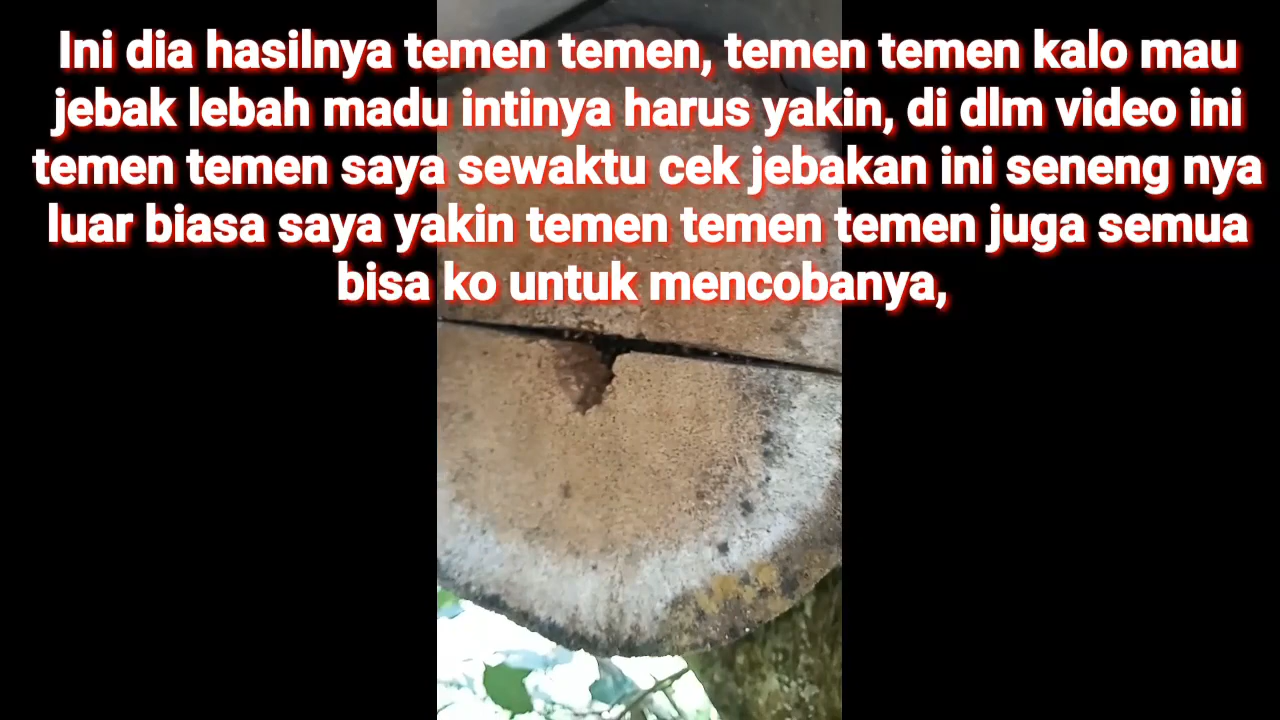 Ini dia hasilnya temen temen, temen temen kalo mau
jebak lebah madu intinya harus yakin, di dlm video ini
temen temen saya sewaktu cek jebakan ini seneng nya
luar biasa saya yakin temen temen temen juga semua
bisa ko untuk mencobanya,